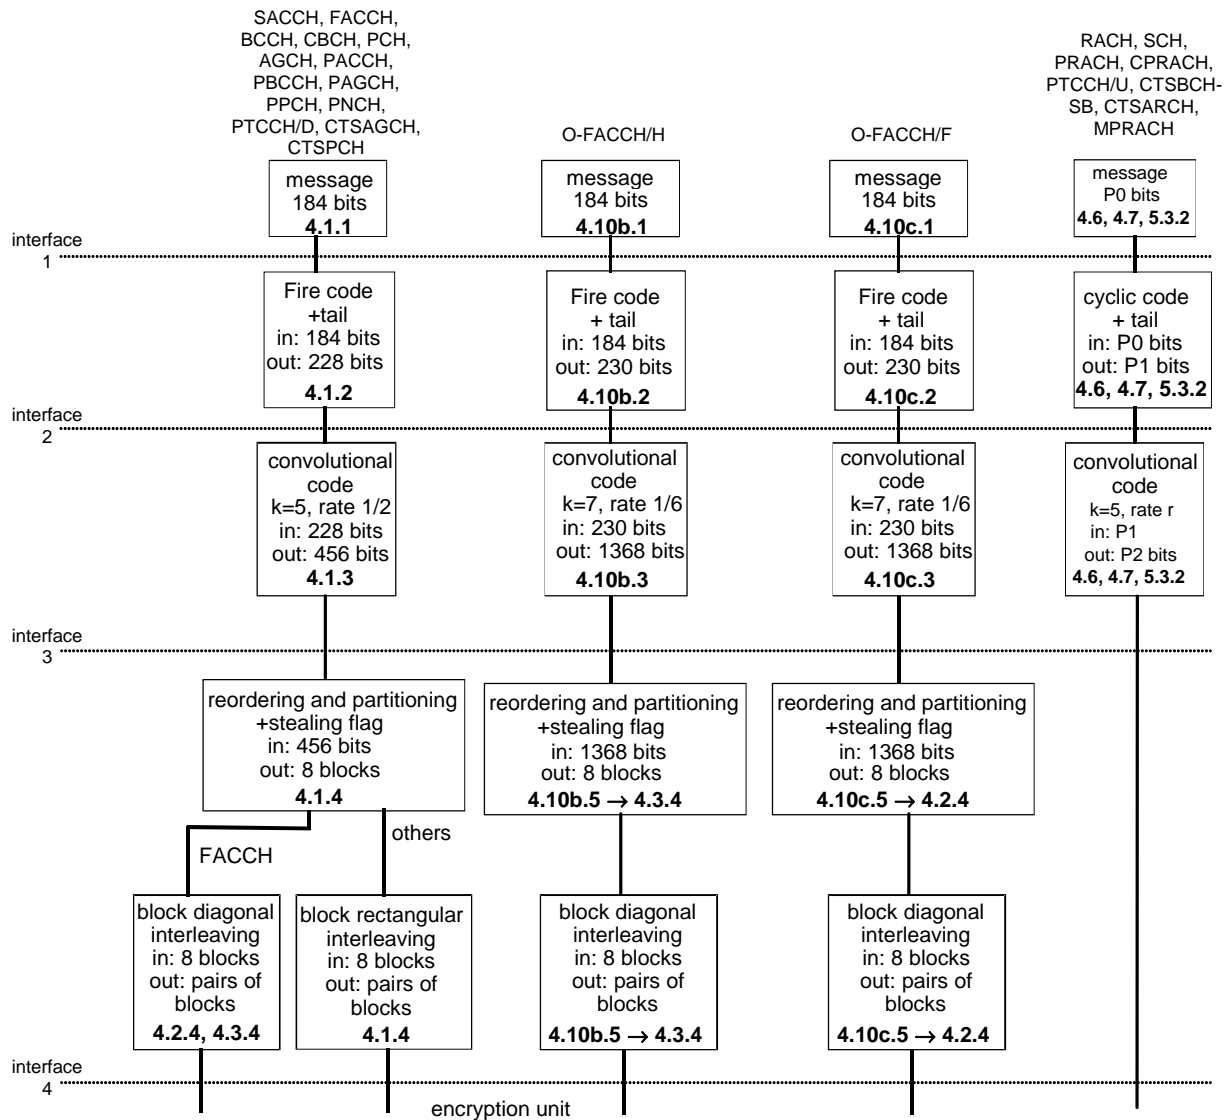 SACCH, FACCH,
BCCH, CBCH, PCH,
AGCH, PACCH,
PBCCH, PAGCH,
PPCH, PNCH,
PTCCH/D, CTSAGCH,
CTSPCH
O-FACCH/H
O-FACCH/F
RACH, SCH,
PRACH, CPRACH,
PTCCH/U, CTSBCH-
SB, CTSARCH,
MPRACH
message
184 bits
4.1.1
message
184 bits
4.10b.1
message
184 bits
4.10c.1
message
P0 bits
4.6, 4.7, 5.3.2
interface
1
Fire code
+tail
in: 184 bits
out: 228 bits
4.1.2
Fire code
+ tail
in: 184 bits
out: 230 bits
4.10b.2
Fire code
+ tail
in: 184 bits
out: 230 bits
4.10c.2
cyclic code
+ tail
in: P0 bits
out: P1 bits
4.6, 4.7, 5.3.2
interface
2
convolutional
code
k=5, rate 1/2
in: 228 bits
out: 456 bits
4.1.3
convolutional
code
k=7, rate 1/6
in: 230 bits
out: 1368 bits
4.10b.3
convolutional
code
k=7, rate 1/6
in: 230 bits
out: 1368 bits
4.10c.3
convolutional
code
k=5, rate r
in: P1
out: P2 bits
4.6, 4.7, 5.3.2
interface
3
reordering and partitioning
+stealing flag
in: 456 bits
out: 8 blocks
4.1.4
reordering and partitioning
+stealing flag
in: 1368 bits
out: 8 blocks
4.10b.5 → 4.3.4
reordering and partitioning
+stealing flag
in: 1368 bits
out: 8 blocks
4.10c.5 → 4.2.4
FACCH
others
block diagonal
interleaving
in: 8 blocks
out: pairs of
blocks
4.2.4, 4.3.4
block rectangular
interleaving
in: 8 blocks
out: pairs of
blocks
4.1.4
block diagonal
interleaving
in: 8 blocks
out: pairs of
blocks
4.10b.5 → 4.3.4
block diagonal
interleaving
in: 8 blocks
out: pairs of
blocks
4.10c.5 → 4.2.4
interface
4
encryption unit